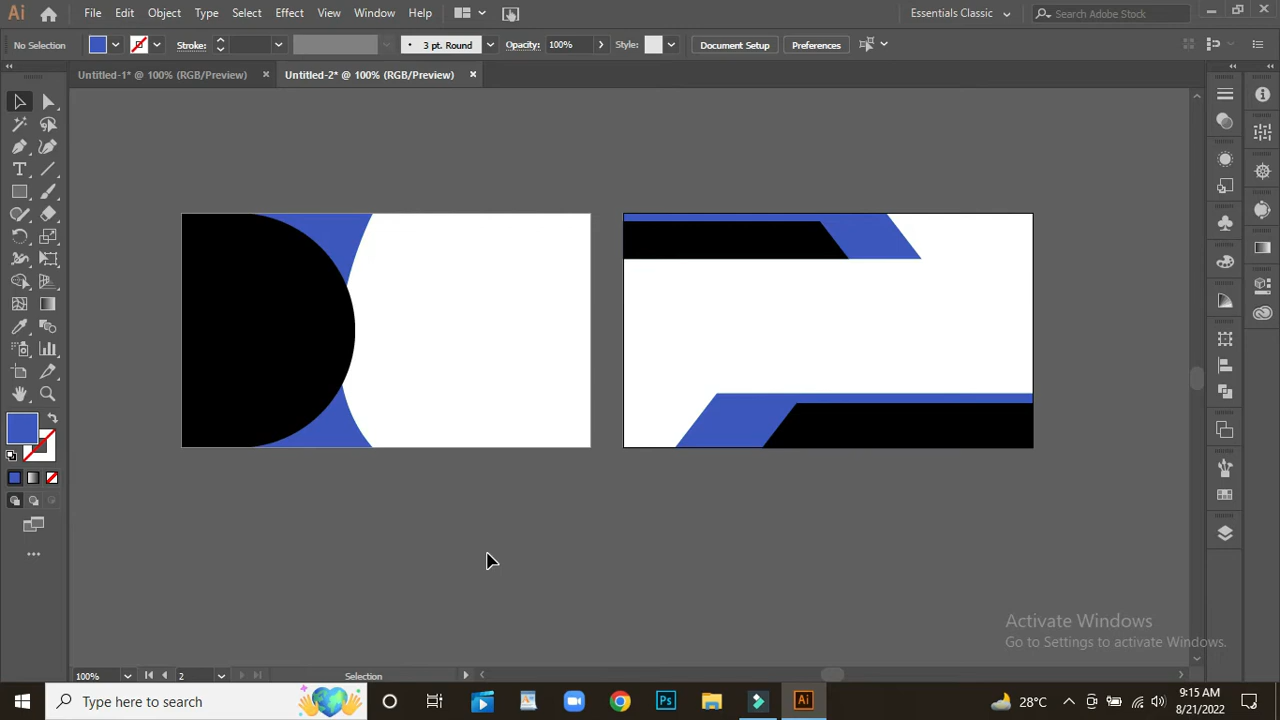 Ai File Edit Object Type Select Effect View Window Help Essentials Classic Search Adobe Stock
No Selection Stroke: 3 pt. Round Opacity: 100% Style: Document Setup Preferences
Untitled-1* @ 100% (RGB/Preview) Untitled-2* @ 100% (RGB/Preview)
T
Activate Windows
Go to Settings to activate Windows.
100% 2 Selection
Type here to search Ps Ai 28°C 9:15 AM
8/21/2022